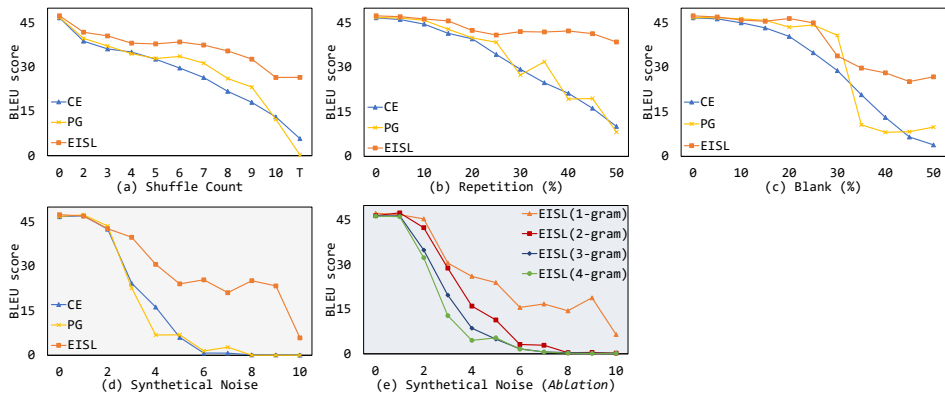 45
30
15
0
BLEU score
CE
PG
EISL
0 2 3 4 5 6 7 8 9 10 T
(a) Shuffle Count
45
30
15
0
BLEU score
CE
PG
EISL
0 10 20 30 40 50
(b) Repetition (%)
45
30
15
0
BLEU score
CE
PG
EISL
0 10 20 30 40 50
(c) Blank (%)
45
30
15
0
BLEU score
CE
PG
EISL
0 2 4 6 8 10
(d) Synthetical Noise
45
30
15
0
BLEU score
EISL(1-gram)
EISL(2-gram)
EISL(3-gram)
EISL(4-gram)
0 2 4 6 8 10
(e) Synthetical Noise (Ablation)